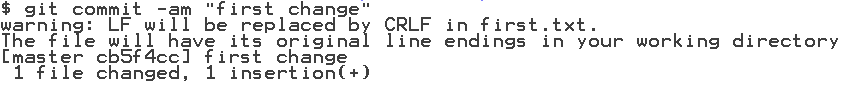 $ git commit -am "first change"
warning: LF will be replaced by CRLF in first.txt.
The file will have its original line endings in your working directory
[master cb5f4cc] first change
 1 file changed, 1 insertion(+)